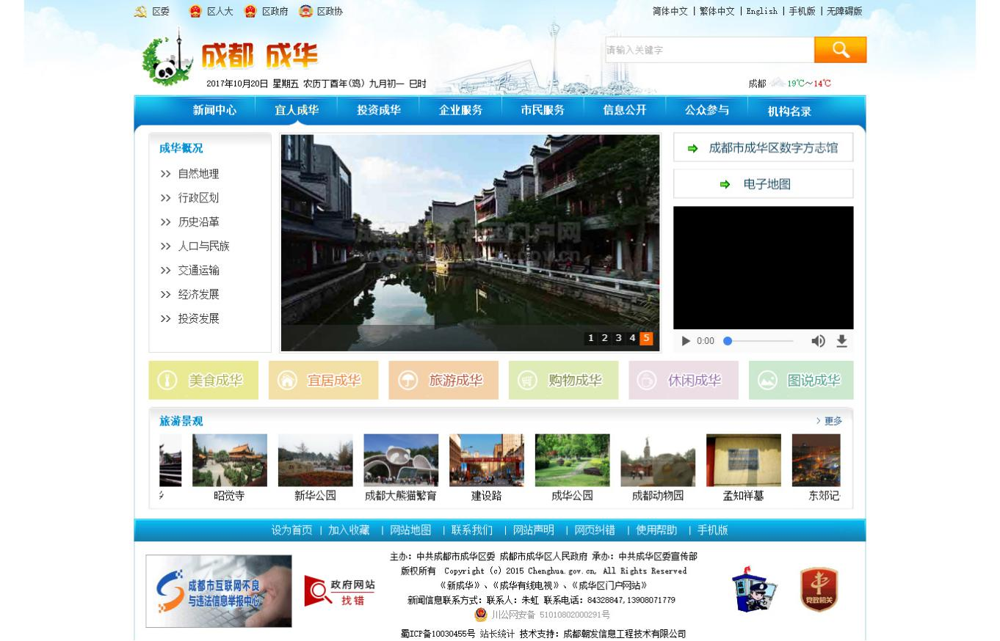 区委 区人大 区政府 区政协
简体中文 | 繁体中文 | English | 手机版 | 无障碍版
成都 成华
请输入关键字
2017年10月20日 星期五 农历丁酉年(鸡) 九月初一 巳时
成都 19℃～14℃
新闻中心 宜人成华 投资成华 企业服务 市民服务 信息公开 公众参与 机构名录
成华概况
>> 自然地理
>> 行政区划
>> 历史沿革
>> 人口与民族
>> 交通运输
>> 经济发展
>> 投资发展
1 2 3 4 5
成都市成华区数字方志馆
电子地图
0:00
美食成华 宜居成华 旅游成华 购物成华 休闲成华 图说成华
旅游景观
> 更多
昭觉寺 新华公园 成都大熊猫繁育 建设路 成华公园 成都动物园 孟知祥墓 东郊记
设为首页 | 加入收藏 | 网站地图 | 联系我们 | 网站声明 | 网页纠错 | 使用帮助 | 手机版
成都市互联网不良
与违法信息举报中心
政府网站
找错
主办：中共成都市成华区委 成都市成华区人民政府 承办：中共成华区委宣传部
版权所有 Copyright (c) 2015 Chenghua.gov.cn, All Rights Reserved
《新成华》、《成华有线电视》、《成华区门户网站》
新闻信息联系方式：联系人：朱虹 联系电话：84328847,13908071779
川公网安备 51010802000291号
蜀ICP备10030455号 站长统计 技术支持：成都朝发信息工程技术有限公司
党政机关